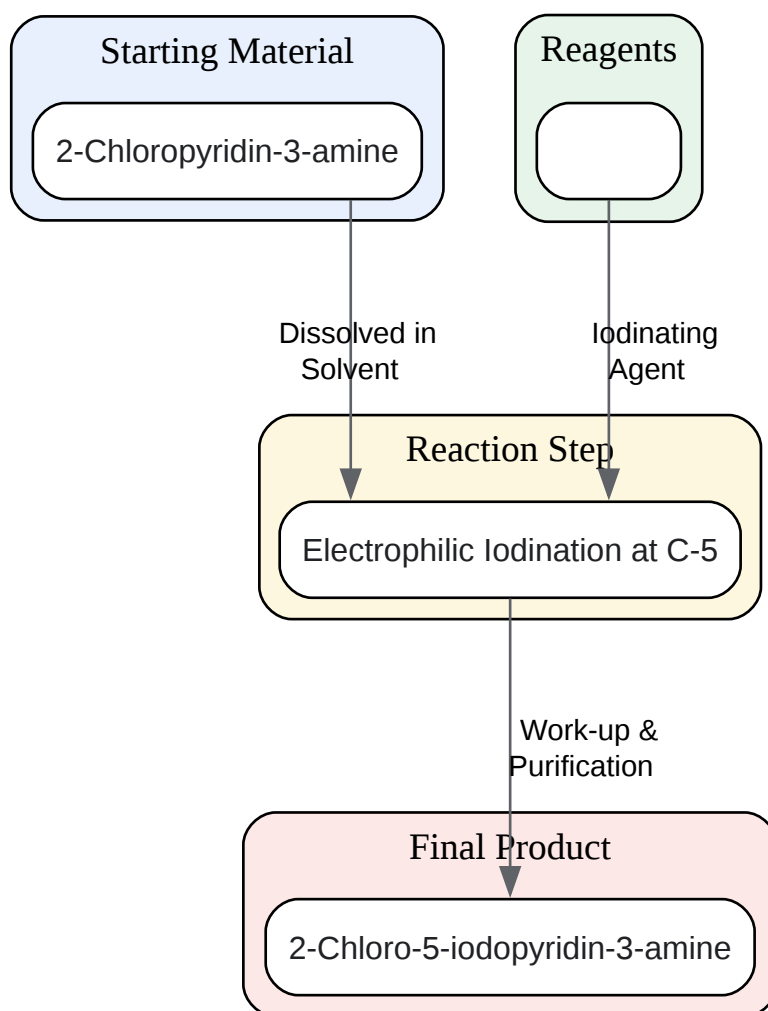 Starting Material
Reagents
2-Chloropyridin-3-amine
Dissolved in
Solvent
Iodinating
Agent
Reaction Step
Electrophilic Iodination at C-5
Work-up &
Purification
Final Product
2-Chloro-5-iodopyridin-3-amine